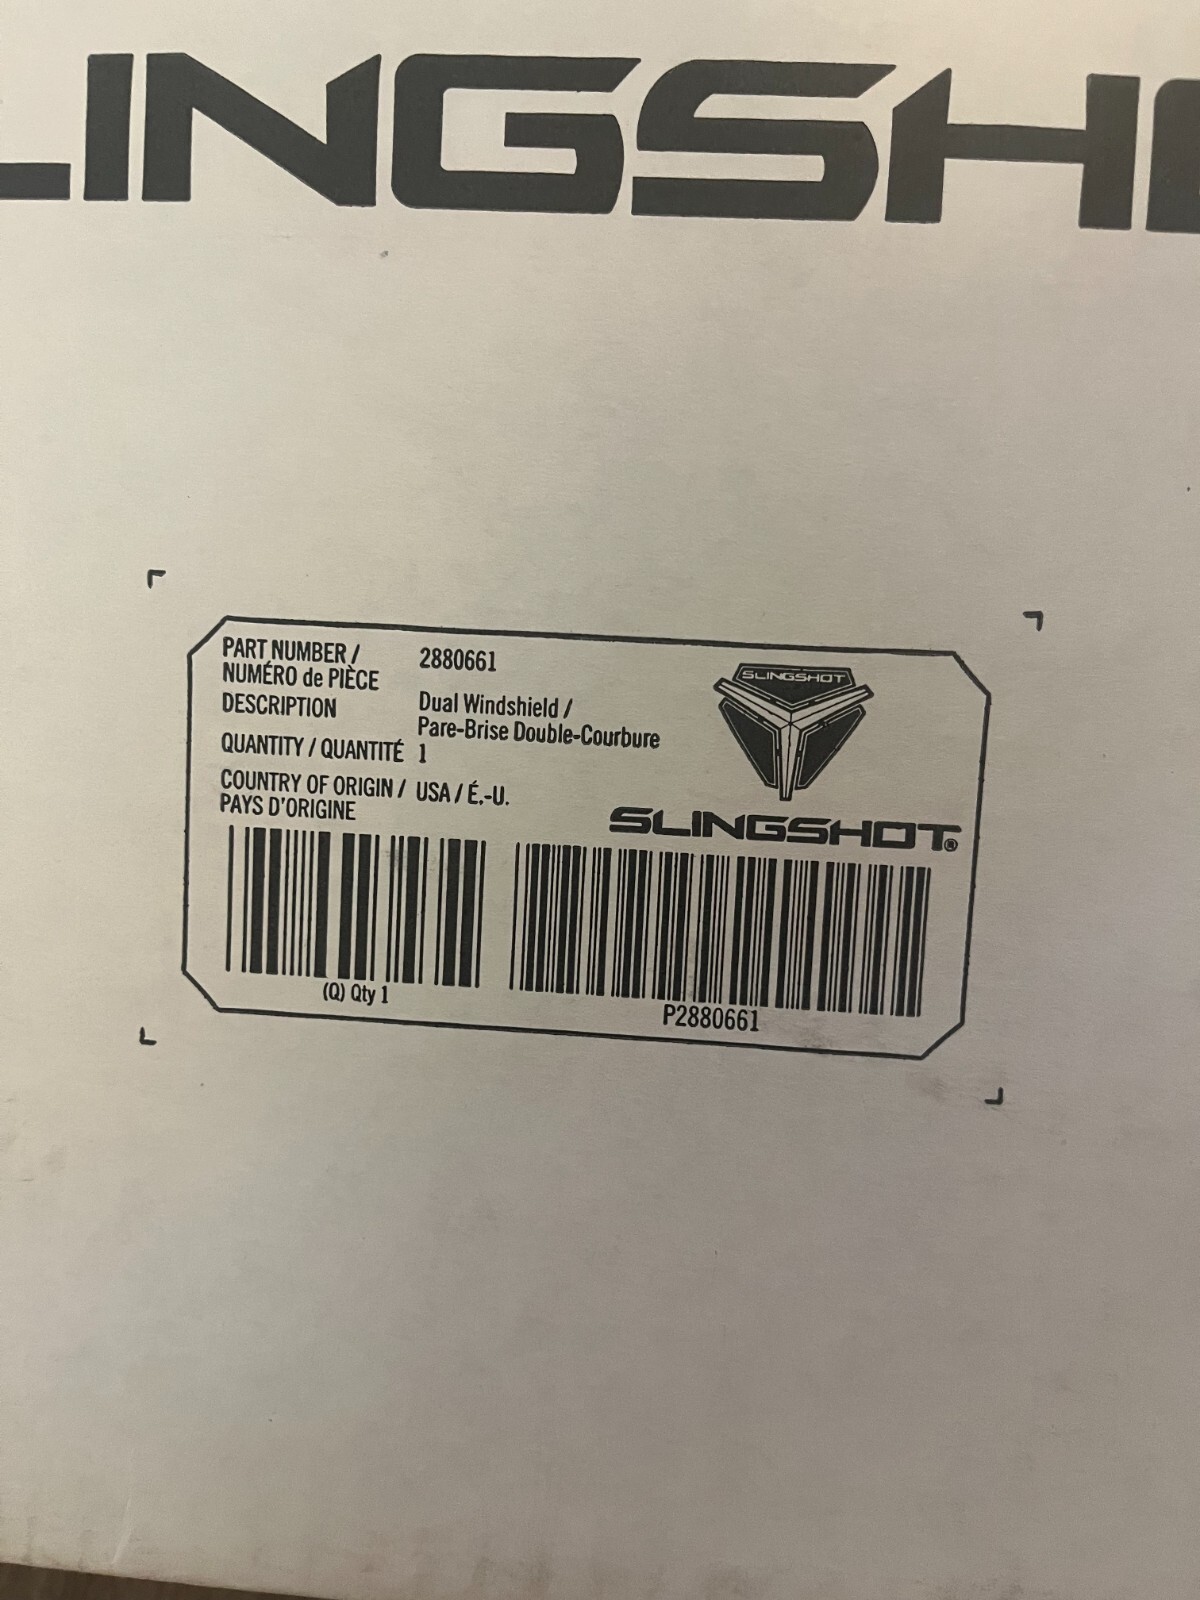 LINGSH
PART NUMBER / 2880661
NUMÉRO de PIÈCE
DESCRIPTION Dual Windshield /
Pare-Brise Double-Courbure
QUANTITY / QUANTITÉ 1
COUNTRY OF ORIGIN / USA / É.-U.
PAYS D'ORIGINE
SLINGSHOT
SLINGSHOT®
(Q) Qty 1
P2880661